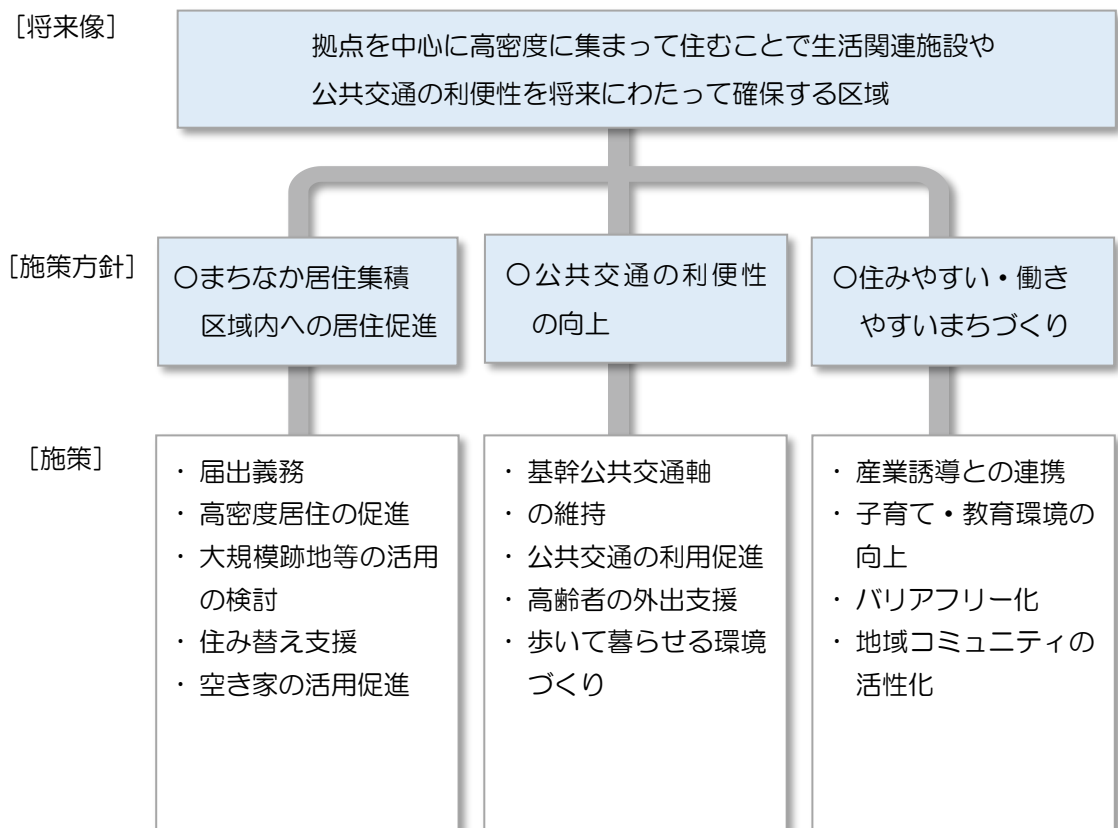 ［将来像］
拠点を中心に高密度に集まって住むことで生活関連施設や
公共交通の利便性を将来にわたって確保する区域
［施策方針］
〇まちなか居住集積
区域内への居住促進
〇公共交通の利便性
の向上
〇住みやすい・働き
やすいまちづくり
［施策］
・ 届出義務
・ 高密度居住の促進
・ 大規模跡地等の活用
の検討
・ 住み替え支援
・ 空き家の活用促進
・ 基幹公共交通軸
・ の維持
・ 公共交通の利用促進
・ 高齢者の外出支援
・ 歩いて暮らせる環境
づくり
・ 産業誘導との連携
・ 子育て・教育環境の
向上
・ バリアフリー化
・ 地域コミュニティの
活性化